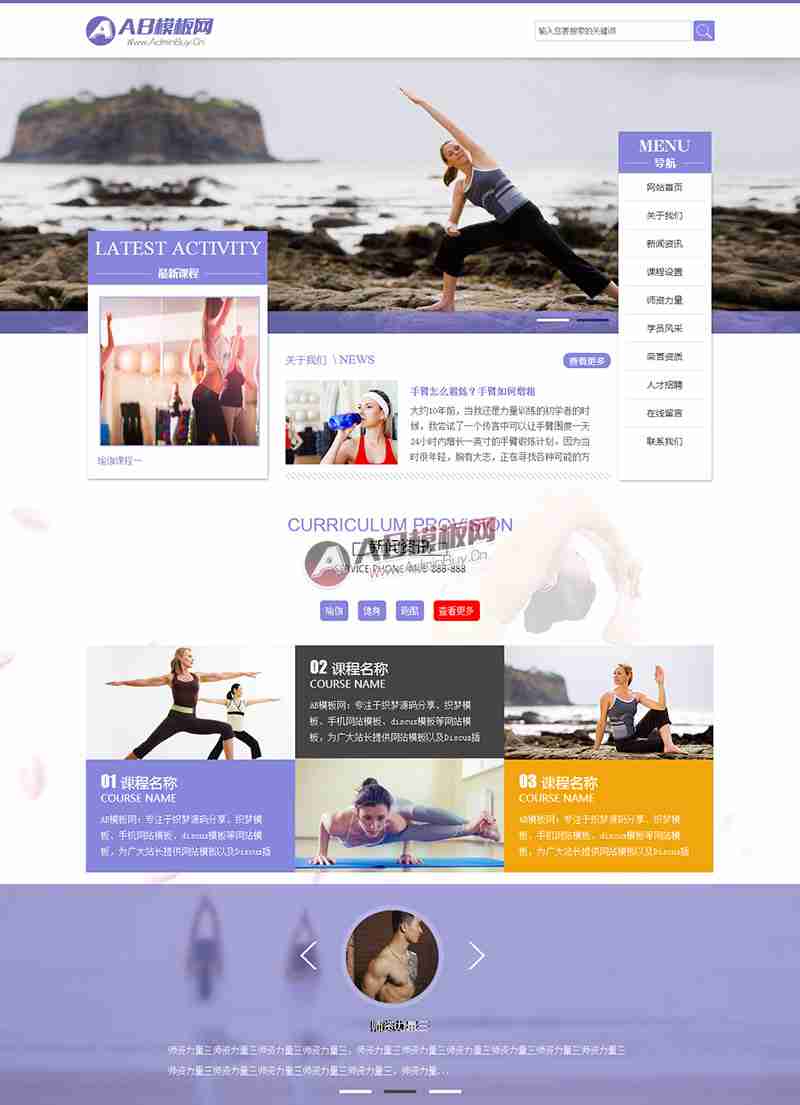 AB模板网
Www.AdminBuy.Cn
输入您要搜索的关键词
MENU
导航
网站首页
关于我们
新闻资讯
课程设置
师资力量
学员风采
荣誉资质
人才招聘
在线留言
联系我们
LATEST ACTIVITY
最新课程
瑜伽课程一
关于我们 \ NEWS
查看更多
手臂怎么锻炼?手臂如何增粗
大约10年前,当我还是力量训练的初学者的时
候,我尝试了一个传言中可以让手臂围度一天
24小时内增长一英寸的手臂锻炼计划,因为当
时很年轻,胸有大志,正在寻找各种可能的方
CURRICULUM PROVISION
新闻资讯
AB模板网
www.AdminBuy.Cn
瑜伽
健身
跑酷
查看更多
02 课程名称
COURSE NAME
AB模板网:专注于织梦源码分享、织梦模
板、手机网站模板、discuz模板等网站模
板,为广大站长提供网站模板以及Discuz插
01 课程名称
COURSE NAME
AB模板网:专注于织梦源码分享、织梦模
板、手机网站模板、discuz模板等网站模
板,为广大站长提供网站模板以及Discuz插
03 课程名称
COURSE NAME
AB模板网:专注于织梦源码分享、织梦模
板、手机网站模板、discuz模板等网站模
板,为广大站长提供网站模板以及Discuz插
师资力量三
师资力量三师资力量三师资力量三师资力量三,师资力量三师资力量三师资力量三师资力量三师资力量三师资力量三
师资力量三师资力量三师资力量三师资力量三师资力量三,师资力量...